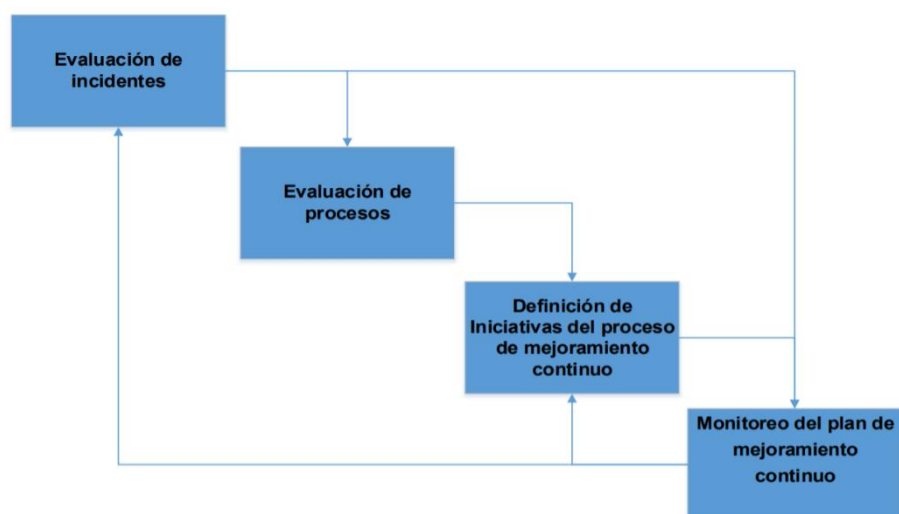 Evaluación de
incidentes
Evaluación de
procesos
Definición de
Iniciativas del proceso
de mejoramiento
continuo
Monitoreo del plan de
mejoramiento
continuo